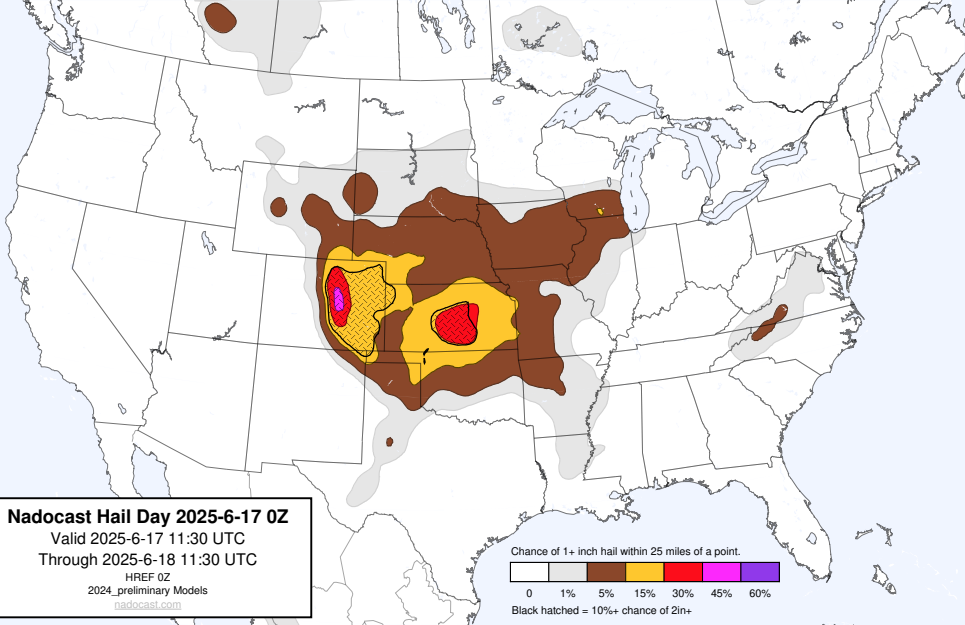 Nadocast Hail Day 2025-6-17 0Z
Valid 2025-6-17 11:30 UTC
Through 2025-6-18 11:30 UTC
HREF 0Z
2024_preliminary Models
nadocast.com
Chance of 1+ inch hail within 25 miles of a point.
0 1% 5% 15% 30% 45% 60%
Black hatched = 10%+ chance of 2in+